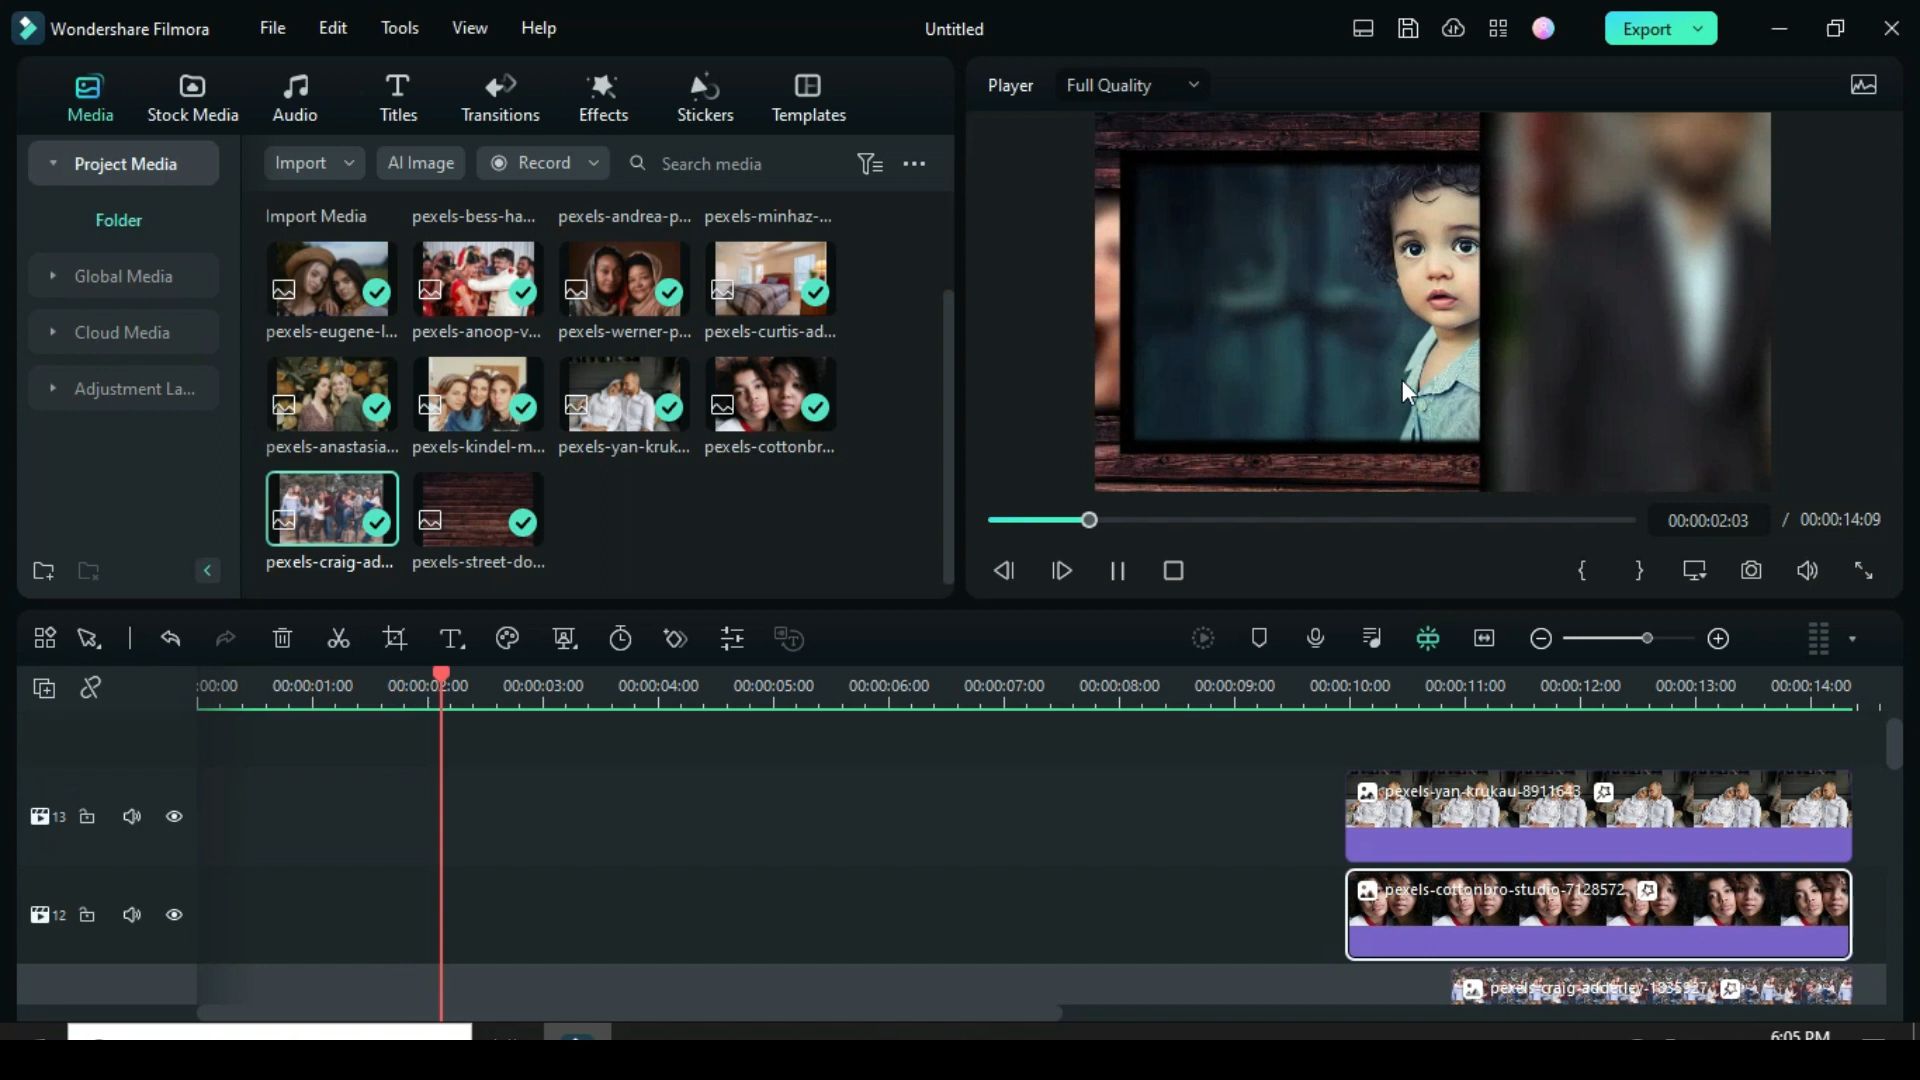 Wondershare Filmora File Edit Tools View Help Untitled Export
Media Stock Media Audio Titles Transitions Effects Stickers Templates
Player Full Quality
Project Media Import AI Image Record Search media
Folder
Global Media
Cloud Media
Adjustment La...
Import Media pexels-bess-ha... pexels-andrea-p... pexels-minhaz-...
pexels-eugene-l... pexels-anoop-v... pexels-werner-p... pexels-curtis-ad...
pexels-anastasia... pexels-kindel-m... pexels-yan-kruk... pexels-cottonbr...
pexels-craig-ad... pexels-street-do...
00:00:02:03 / 00:00:14:09
:00:00 00:00:01:00 00:00:02:00 00:00:03:00 00:00:04:00 00:00:05:00 00:00:06:00 00:00:07:00 00:00:08:00 00:00:09:00 00:00:10:00 00:00:11:00 00:00:12:00 00:00:13:00 00:00:14:00
13 pexels-yan-krukau-8911643
12 pexels-cottonbro-studio-7128572
pexels-craig-adderley-1835927
6:05 PM